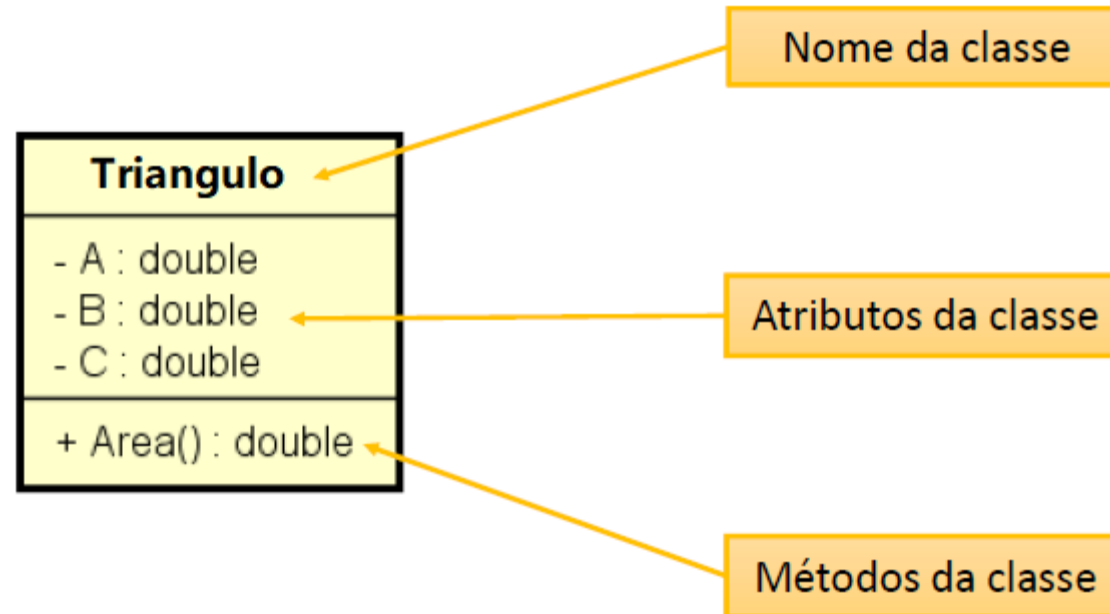 Nome da classe
Triangulo
- A : double
- B : double
- C : double
Atributos da classe
+ Area() : double
Métodos da classe